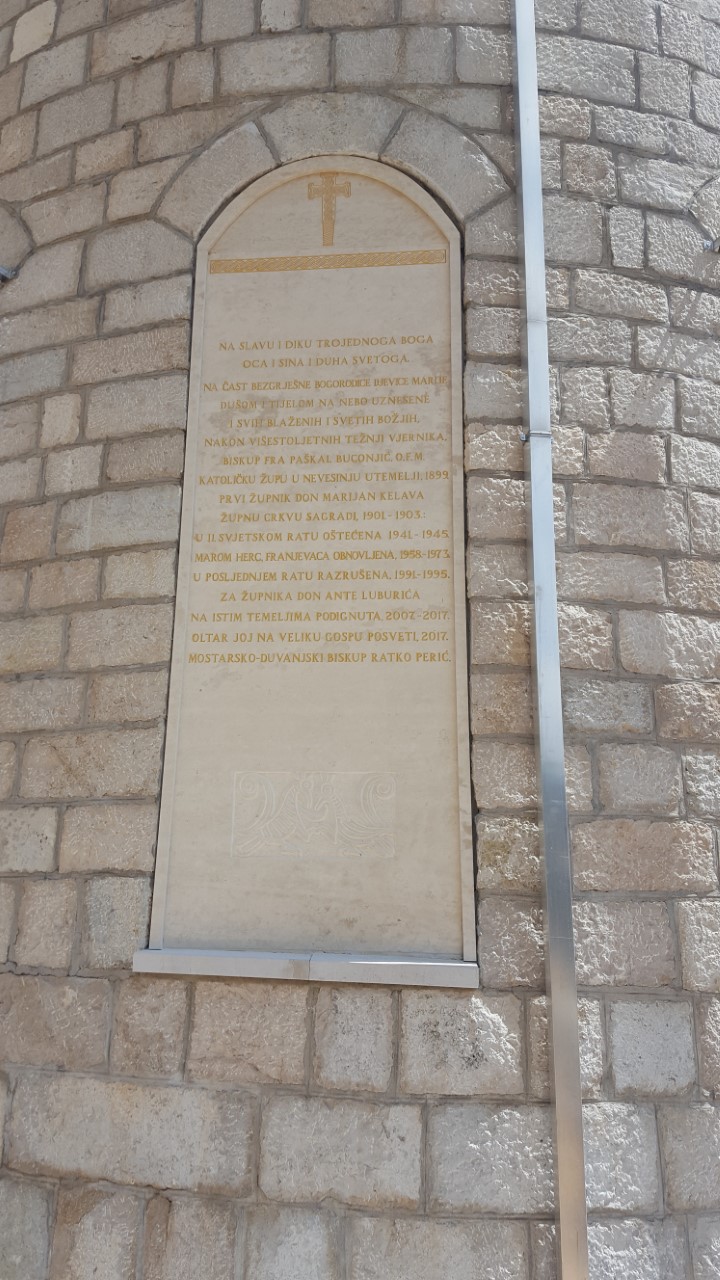 NA SLAVU I DIKU TROJEDNOGA BOGA
OCA I SINA I DUHA SVETOGA.
NA ČAST BEZGRJEŠNE BOGORODICE DJEVICE MARIJE
DUŠOM I TIJELOM NA NEBO UZNESENE
I SVIH BLAŽENIH I SVETIH BOŽJIH,
NAKON VIŠESTOLJETNIH TEŽNJI VJERNIKA,
BISKUP FRA PAŠKAL BUCONJIĆ, O.F.M.
KATOLIČKU ŽUPU U NEVESINJU UTEMELJI, 1899.
PRVI ŽUPNIK DON MARIJAN KELAVA
ŽUPNU CRKVU SAGRADI, 1901-1903.:
U II. SVJETSKOM RATU OŠTEĆENA 1941-1945,
MAROM HERC. FRANJEVACA OBNOVLJENA, 1958-1973,
U POSLJEDNJEM RATU RAZRUŠENA, 1991-1995,
ZA ŽUPNIKA DON ANTE LUBURIĆA
NA ISTIM TEMELJIMA PODIGNUTA, 2007-2017.
OLTAR JOJ NA VELIKU GOSPU POSVETI, 2017.
MOSTARSKO-DUVANJSKI BISKUP RATKO PERIĆ.